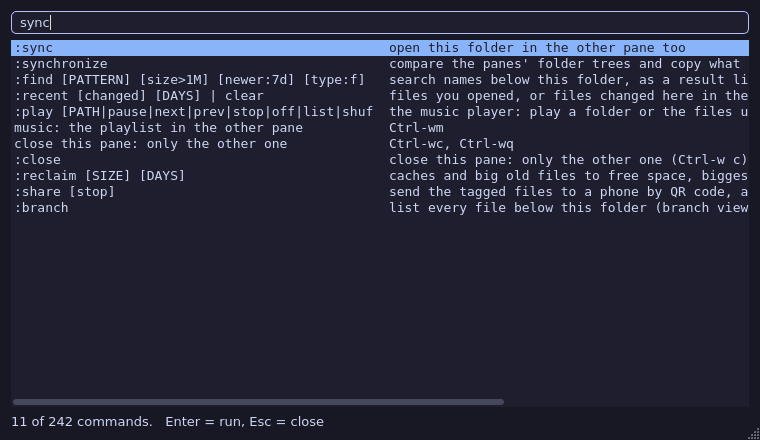 sync
:sync open this folder in the other pane too
:synchronize compare the panes' folder trees and copy what
:find [PATTERN] [size>1M] [newer:7d] [type:f] search names below this folder, as a result li
:recent [changed] [DAYS] | clear files you opened, or files changed here in the
:play [PATH|pause|next|prev|stop|off|list|shuf the music player: play a folder or the files u
music: the playlist in the other pane Ctrl-wm
close this pane: only the other one Ctrl-wc, Ctrl-wq
:close close this pane: only the other one (Ctrl-w c)
:reclaim [SIZE] [DAYS] caches and big old files to free space, bigges
:share [stop] send the tagged files to a phone by QR code, a
:branch list every file below this folder (branch view
11 of 242 commands. Enter = run, Esc = close